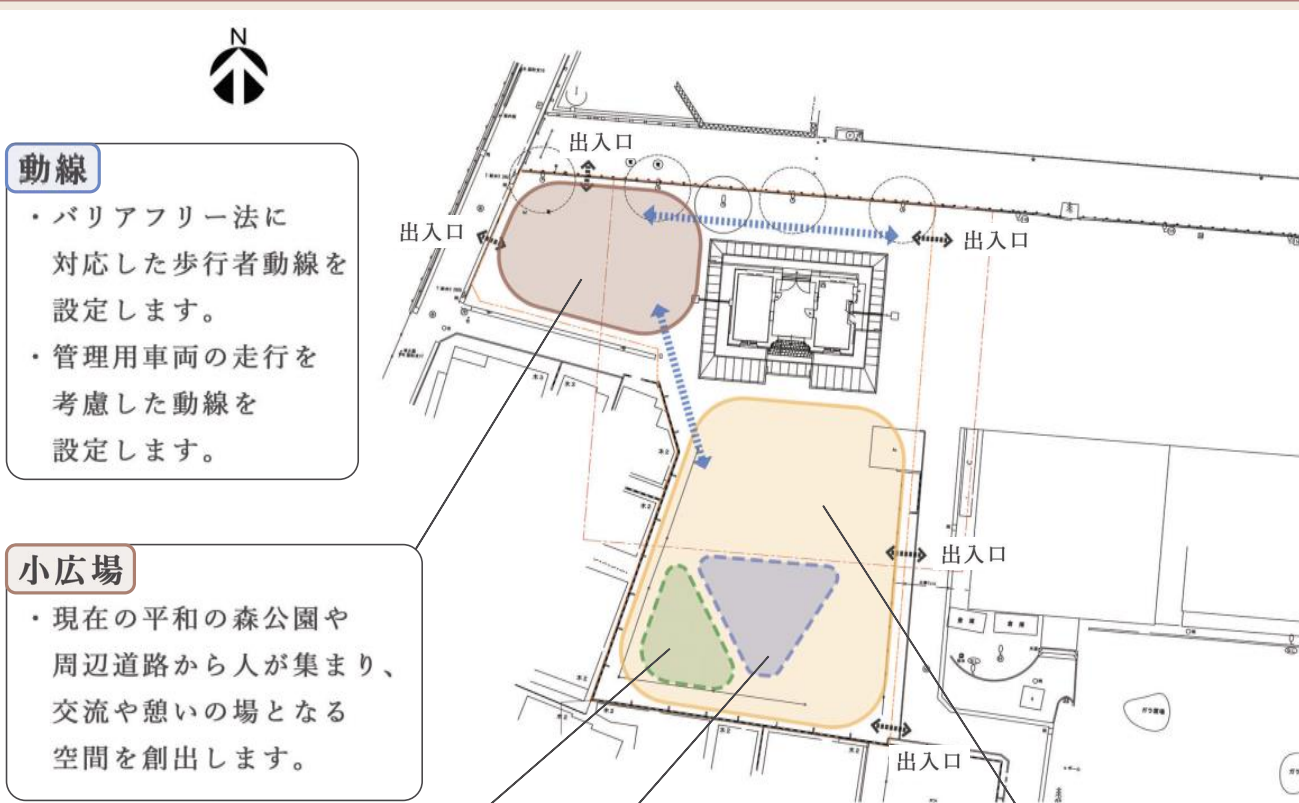 N
動線
・バリアフリー法に
対応した歩行者動線を
設定します。
・管理用車両の走行を
考慮した動線を
設定します。
小広場
・現在の平和の森公園や
周辺道路から人が集まり、
交流や憩いの場となる
空間を創出します。
出入口
出入口
出入口
出入口
出入口